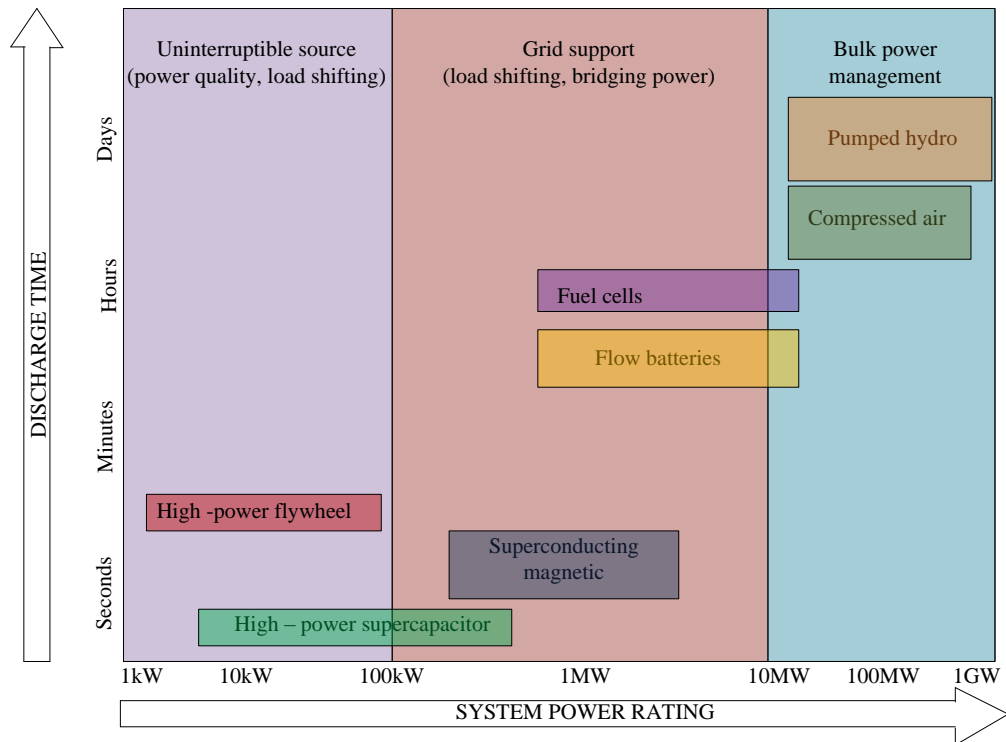 Uninterruptible source
(power quality, load shifting)
Grid support
(load shifting, bridging power)
Bulk power
management
Pumped hydro
Compressed air
Fuel cells
Flow batteries
High -power flywheel
Superconducting
magnetic
High – power supercapacitor
DISCHARGE TIME
Days
Hours
Minutes
Seconds
1kW
10kW
100kW
1MW
10MW
100MW
1GW
SYSTEM POWER RATING